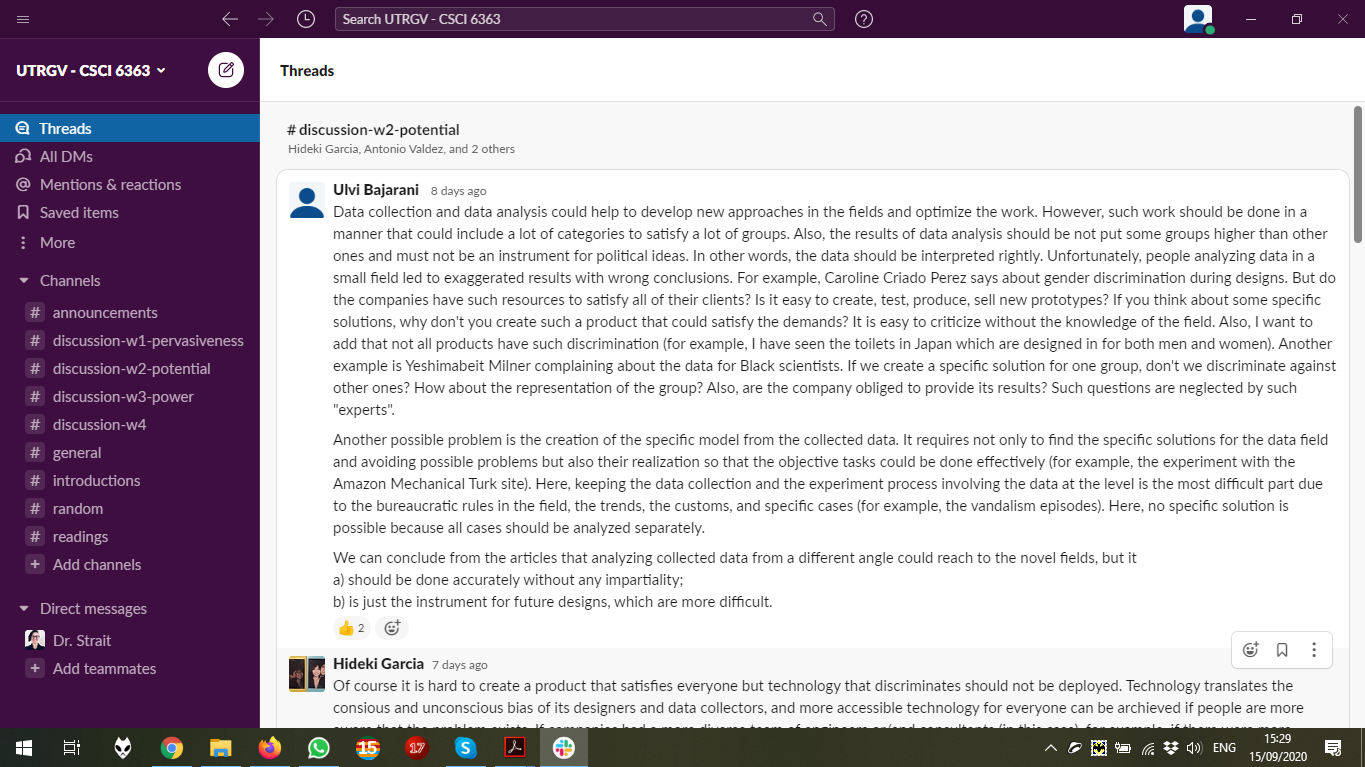 Search UTRGV - CSCI 6363
UTRGV - CSCI 6363
Threads
All DMs
Mentions & reactions
Saved items
More
Channels
# announcements
# discussion-w1-pervasiveness
# discussion-w2-potential
# discussion-w3-power
# discussion-w4
# general
# introductions
# random
# readings
+ Add channels
Direct messages
Dr. Strait
+ Add teammates
Threads
# discussion-w2-potential
Hideki Garcia, Antonio Valdez, and 2 others
Ulvi Bajarani 8 days ago
Data collection and data analysis could help to develop new approaches in the fields and optimize the work. However, such work should be done in a
manner that could include a lot of categories to satisfy a lot of groups. Also, the results of data analysis should be not put some groups higher than other
ones and must not be an instrument for political ideas. In other words, the data should be interpreted rightly. Unfortunately, people analyzing data in a
small field led to exaggerated results with wrong conclusions. For example, Caroline Criado Perez says about gender discrimination during designs. But do
the companies have such resources to satisfy all of their clients? Is it easy to create, test, produce, sell new prototypes? If you think about some specific
solutions, why don't you create such a product that could satisfy the demands? It is easy to criticize without the knowledge of the field. Also, I want to
add that not all products have such discrimination (for example, I have seen the toilets in Japan which are designed in for both men and women). Another
example is Yeshimabeit Milner complaining about the data for Black scientists. If we create a specific solution for one group, don't we discriminate against
other ones? How about the representation of the group? Also, are the company obliged to provide its results? Such questions are neglected by such
"experts".
Another possible problem is the creation of the specific model from the collected data. It requires not only to find the specific solutions for the data field
and avoiding possible problems but also their realization so that the objective tasks could be done effectively (for example, the experiment with the
Amazon Mechanical Turk site). Here, keeping the data collection and the experiment process involving the data at the level is the most difficult part due
to the bureaucratic rules in the field, the trends, the customs, and specific cases (for example, the vandalism episodes). Here, no specific solution is
possible because all cases should be analyzed separately.
We can conclude from the articles that analyzing collected data from a different angle could reach to the novel fields, but it
a) should be done accurately without any impartiality;
b) is just the instrument for future designs, which are more difficult.
2
Hideki Garcia 7 days ago
Of course it is hard to create a product that satisfies everyone but technology that discriminates should not be deployed. Technology translates the
consious and unconscious bias of its designers and data collectors, and more accessible technology for everyone can be archieved if people are more
15
17
ENG
15:29
15/09/2020